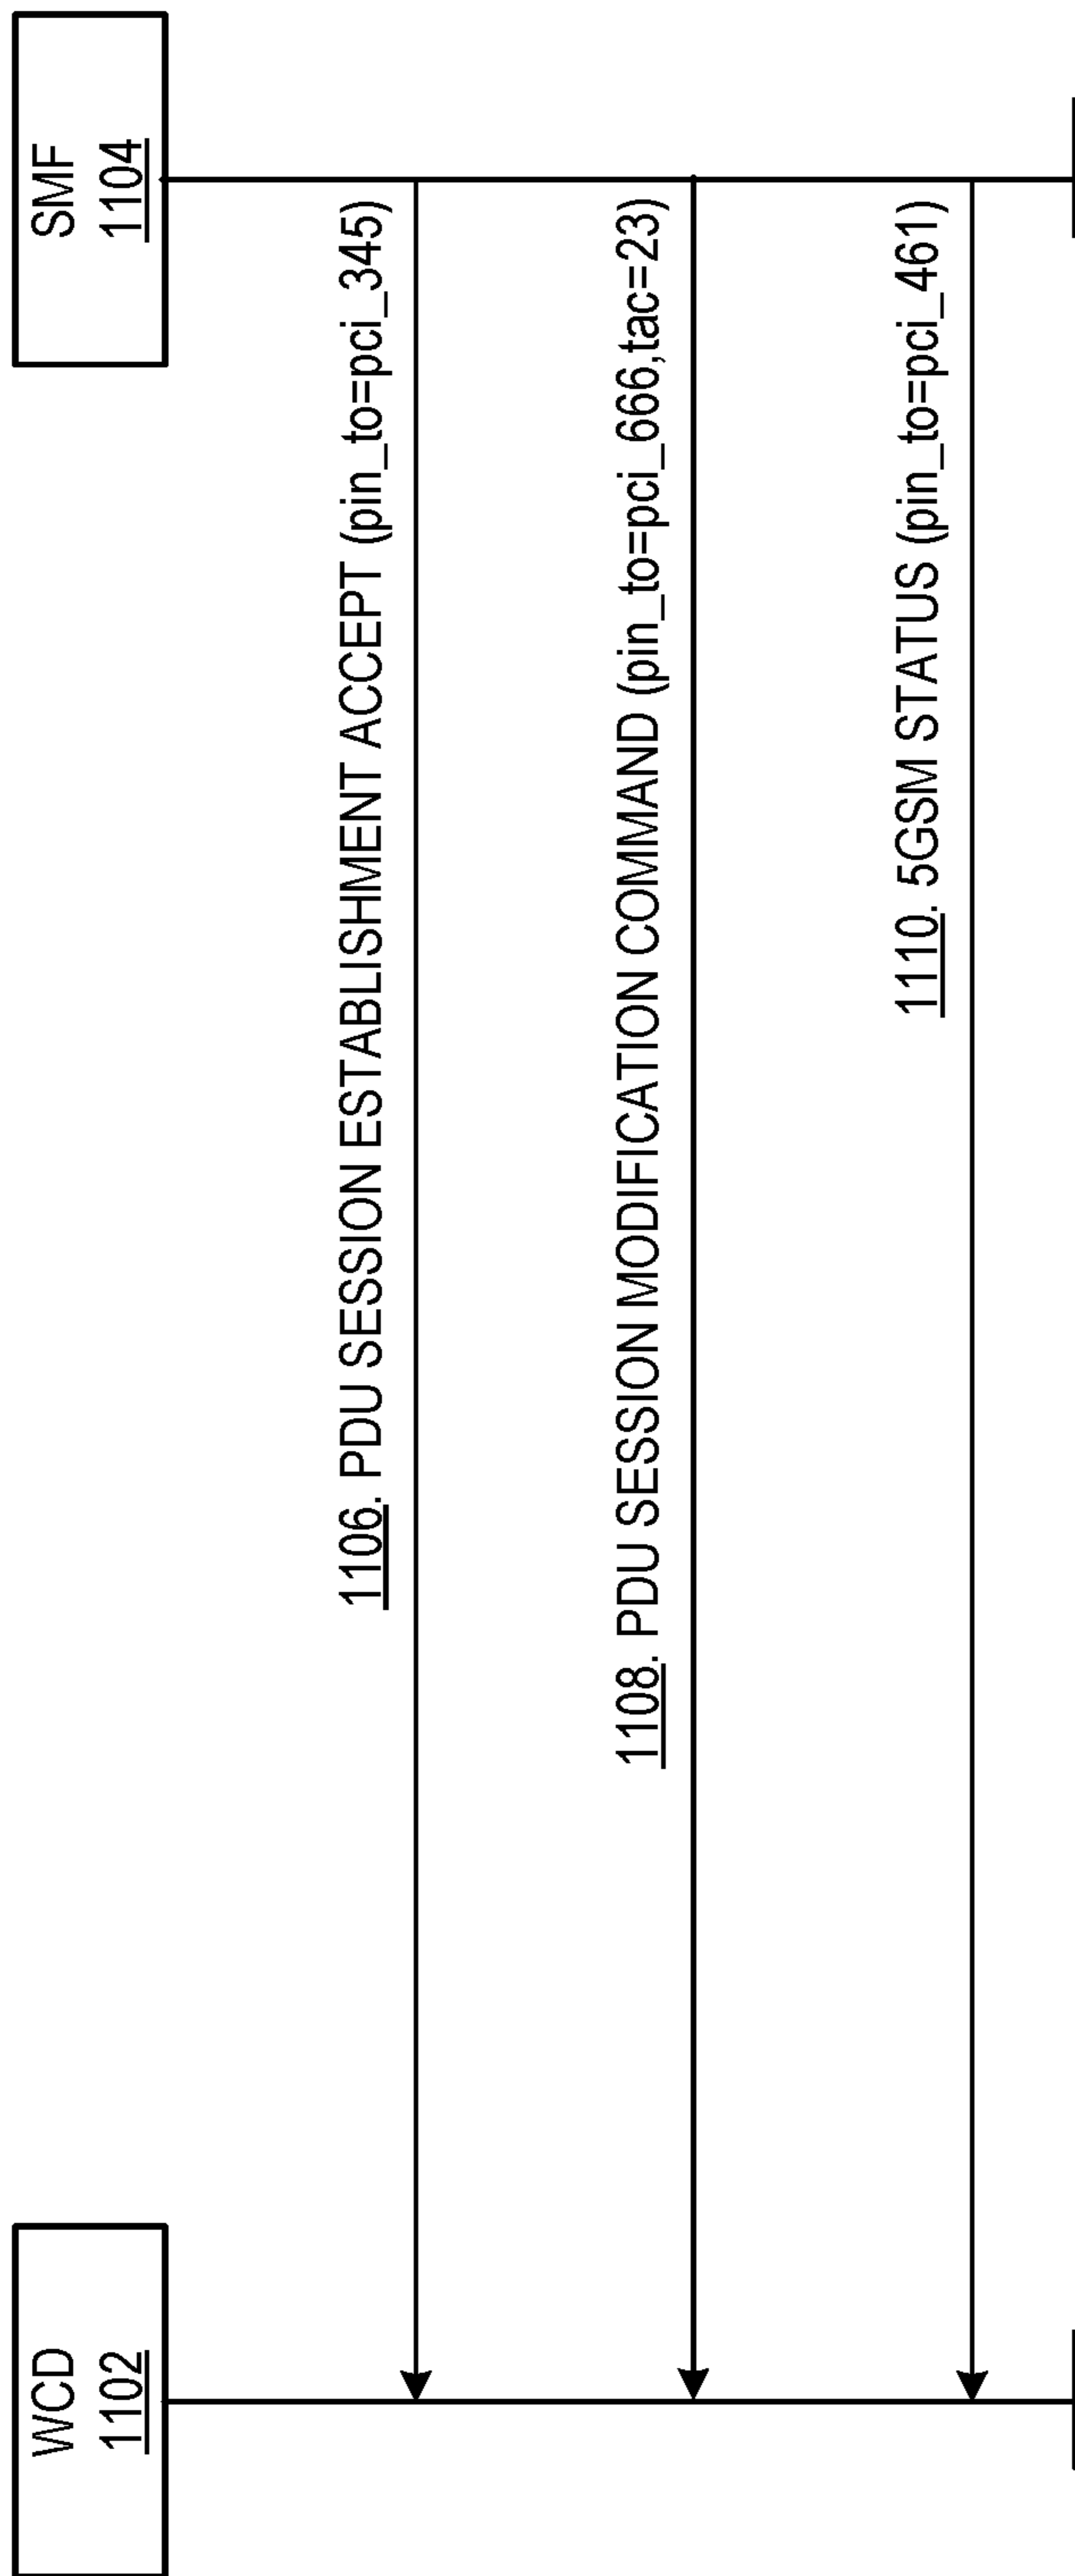 WCD
1102
SMF
1104
1106. PDU SESSION ESTABLISHMENT ACCEPT (pin_to=pci_345)
1108. PDU SESSION MODIFICATION COMMAND (pin_to=pci_666,tac=23)
1110. 5GSM STATUS (pin_to=pci_461)